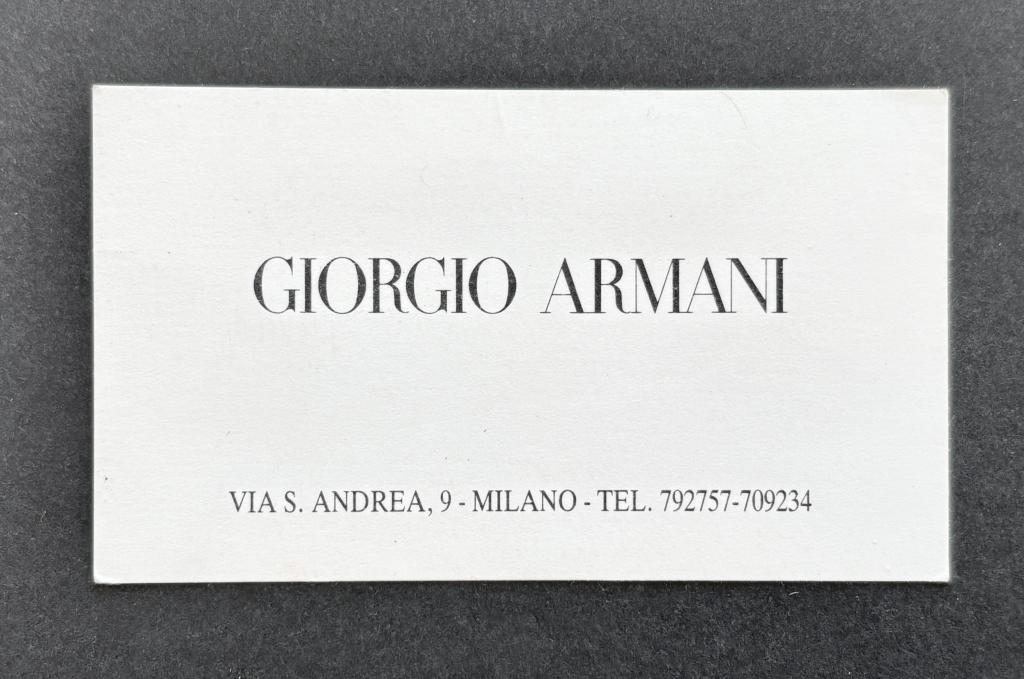 GIORGIO ARMANI
VIA S. ANDREA, 9 - MILANO - TEL. 792757-709234